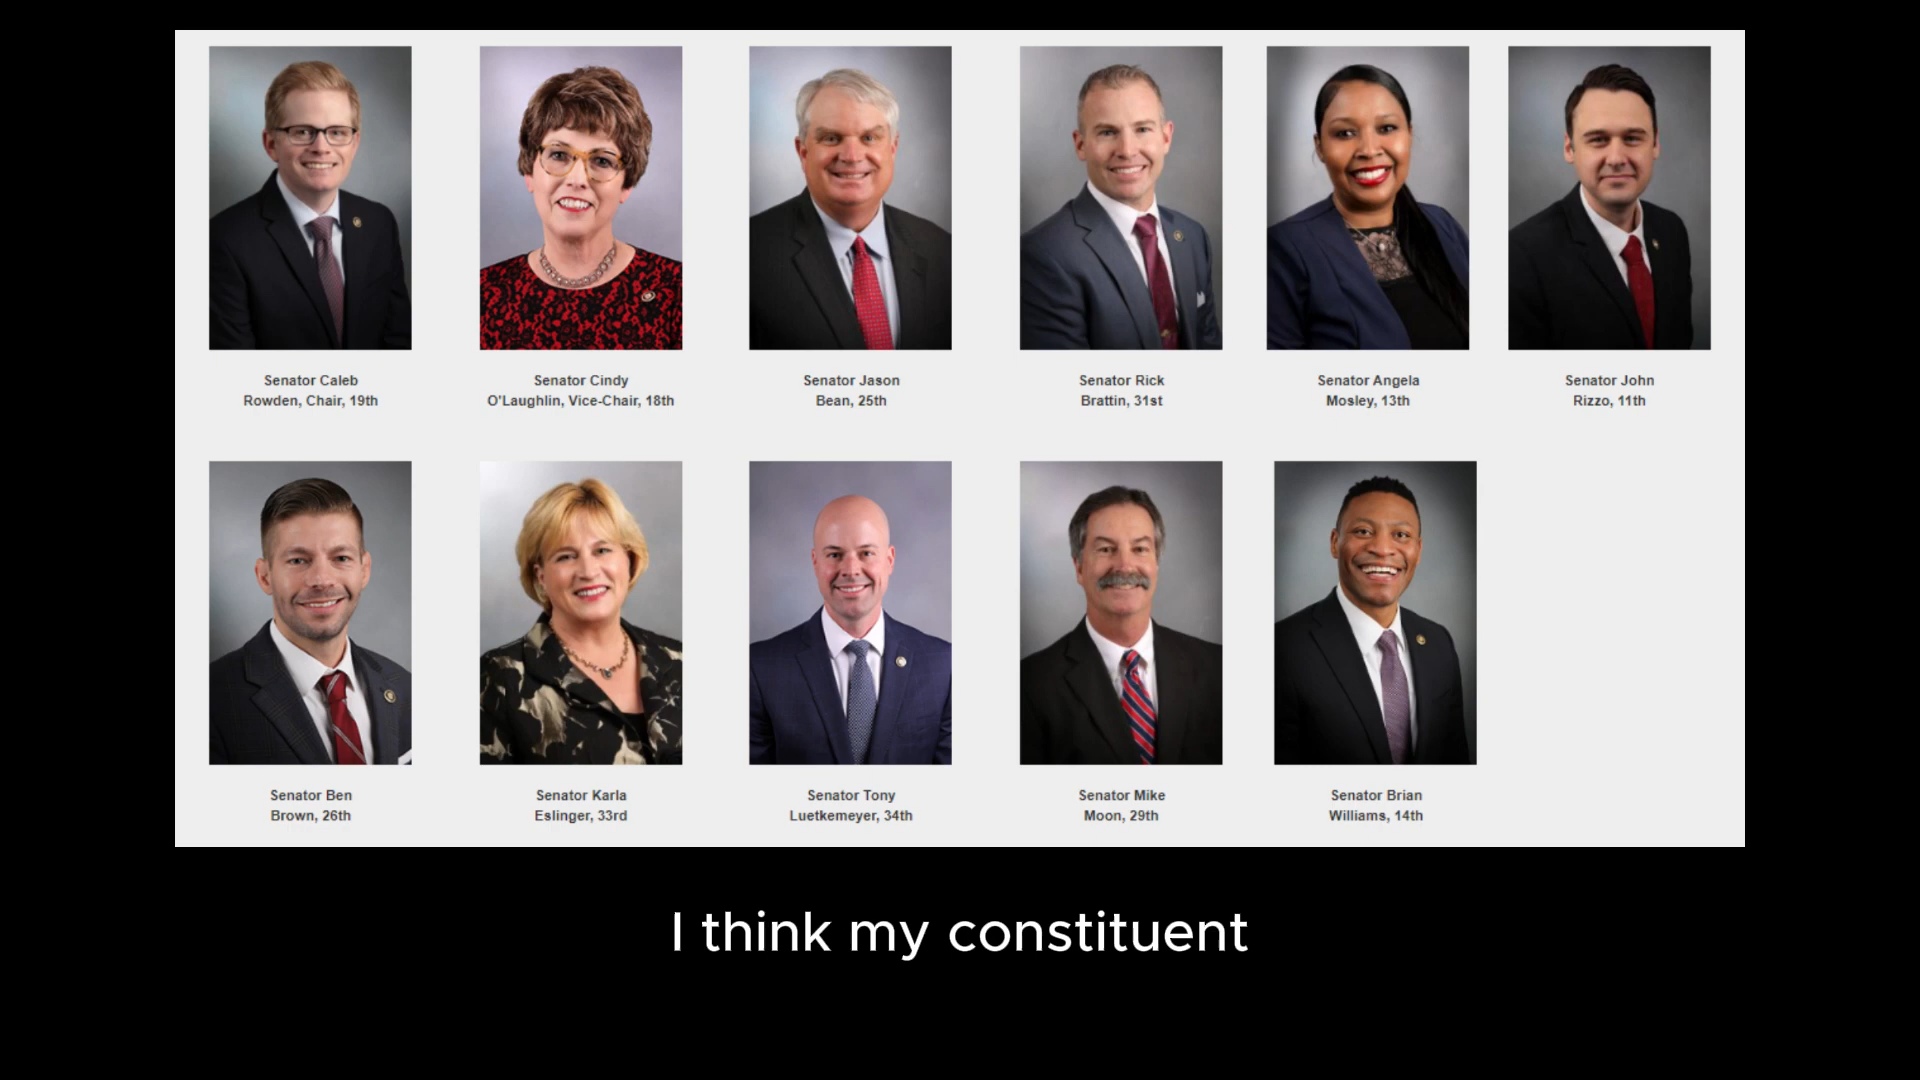 Senator Caleb
Rowden, Chair, 19th
Senator Cindy
O'Laughlin, Vice-Chair, 18th
Senator Jason
Bean, 25th
Senator Rick
Brattin, 31st
Senator Angela
Mosley, 13th
Senator John
Rizzo, 11th
Senator Ben
Brown, 26th
Senator Karla
Eslinger, 33rd
Senator Tony
Luetkemeyer, 34th
Senator Mike
Moon, 29th
Senator Brian
Williams, 14th
I think my constituent